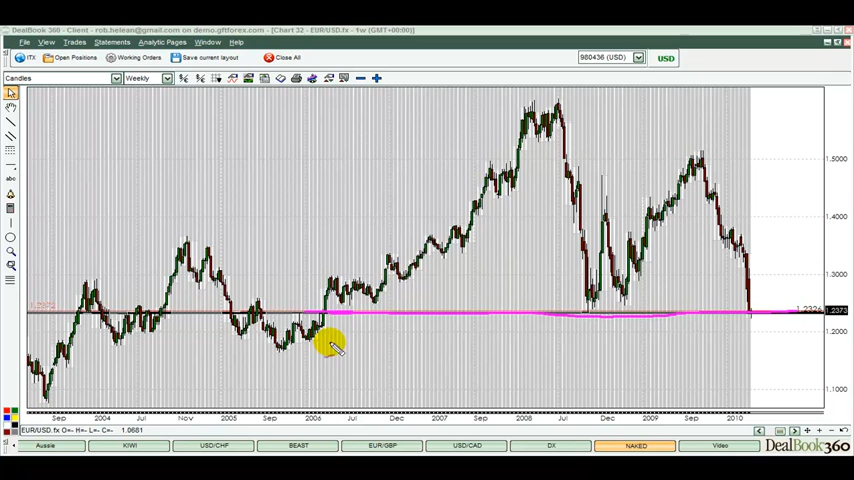 DealBook 360 - Client - rob.helean@gmail.com on demo.gftforex.com - [Chart 32 - EUR/USD.fx - 1w (GMT+00:00)]
File View Trades Statements Analytic Pages Window Help
ITX Open Positions Working Orders Save current layout Close All 980436 (USD) USD
Candles Weekly
1.5000
1.4000
abc
1.3000
1.2326 1.2373
1.2000
1.1000
Sep 2004 Jul Nov 2005 Sep 2006 Jul Dec 2007 Sep 2008 Jul Dec 2009 Sep 2010
EUR/USD.fx O=- H=- L=- C=- 1.0681
Aussie KIWI USD/CHF BEAST EUR/GBP USD/CAD DX NAKED Video DealBook 360